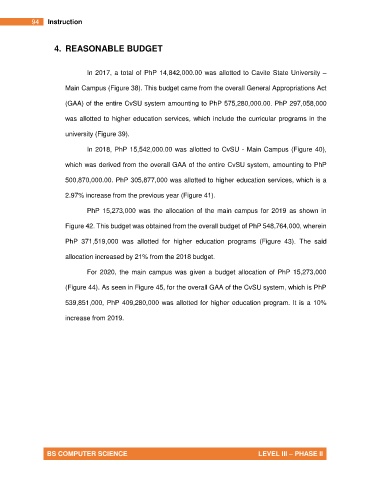 94 Instruction
4. REASONABLE BUDGET
In 2017, a total of PhP 14,842,000.00 was allotted to Cavite State University –
Main Campus (Figure 38). This budget came from the overall General Appropriations Act
(GAA) of the entire CvSU system amounting to PhP 575,280,000.00. PhP 297,058,000
was allotted to higher education services, which include the curricular programs in the
university (Figure 39).
In 2018, PhP 15,542,000.00 was allotted to CvSU - Main Campus (Figure 40),
which was derived from the overall GAA of the entire CvSU system, amounting to PhP
500,870,000.00. PhP 305,877,000 was allotted to higher education services, which is a
2.97% increase from the previous year (Figure 41).
PhP 15,273,000 was the allocation of the main campus for 2019 as shown in
Figure 42. This budget was obtained from the overall budget of PhP 548,764,000, wherein
PhP 371,519,000 was allotted for higher education programs (Figure 43). The said
allocation increased by 21% from the 2018 budget.
For 2020, the main campus was given a budget allocation of PhP 15,273,000
(Figure 44). As seen in Figure 45, for the overall GAA of the CvSU system, which is PhP
539,851,000, PhP 409,280,000 was allotted for higher education program. It is a 10%
increase from 2019.
BS COMPUTER SCIENCE LEVEL III – PHASE II